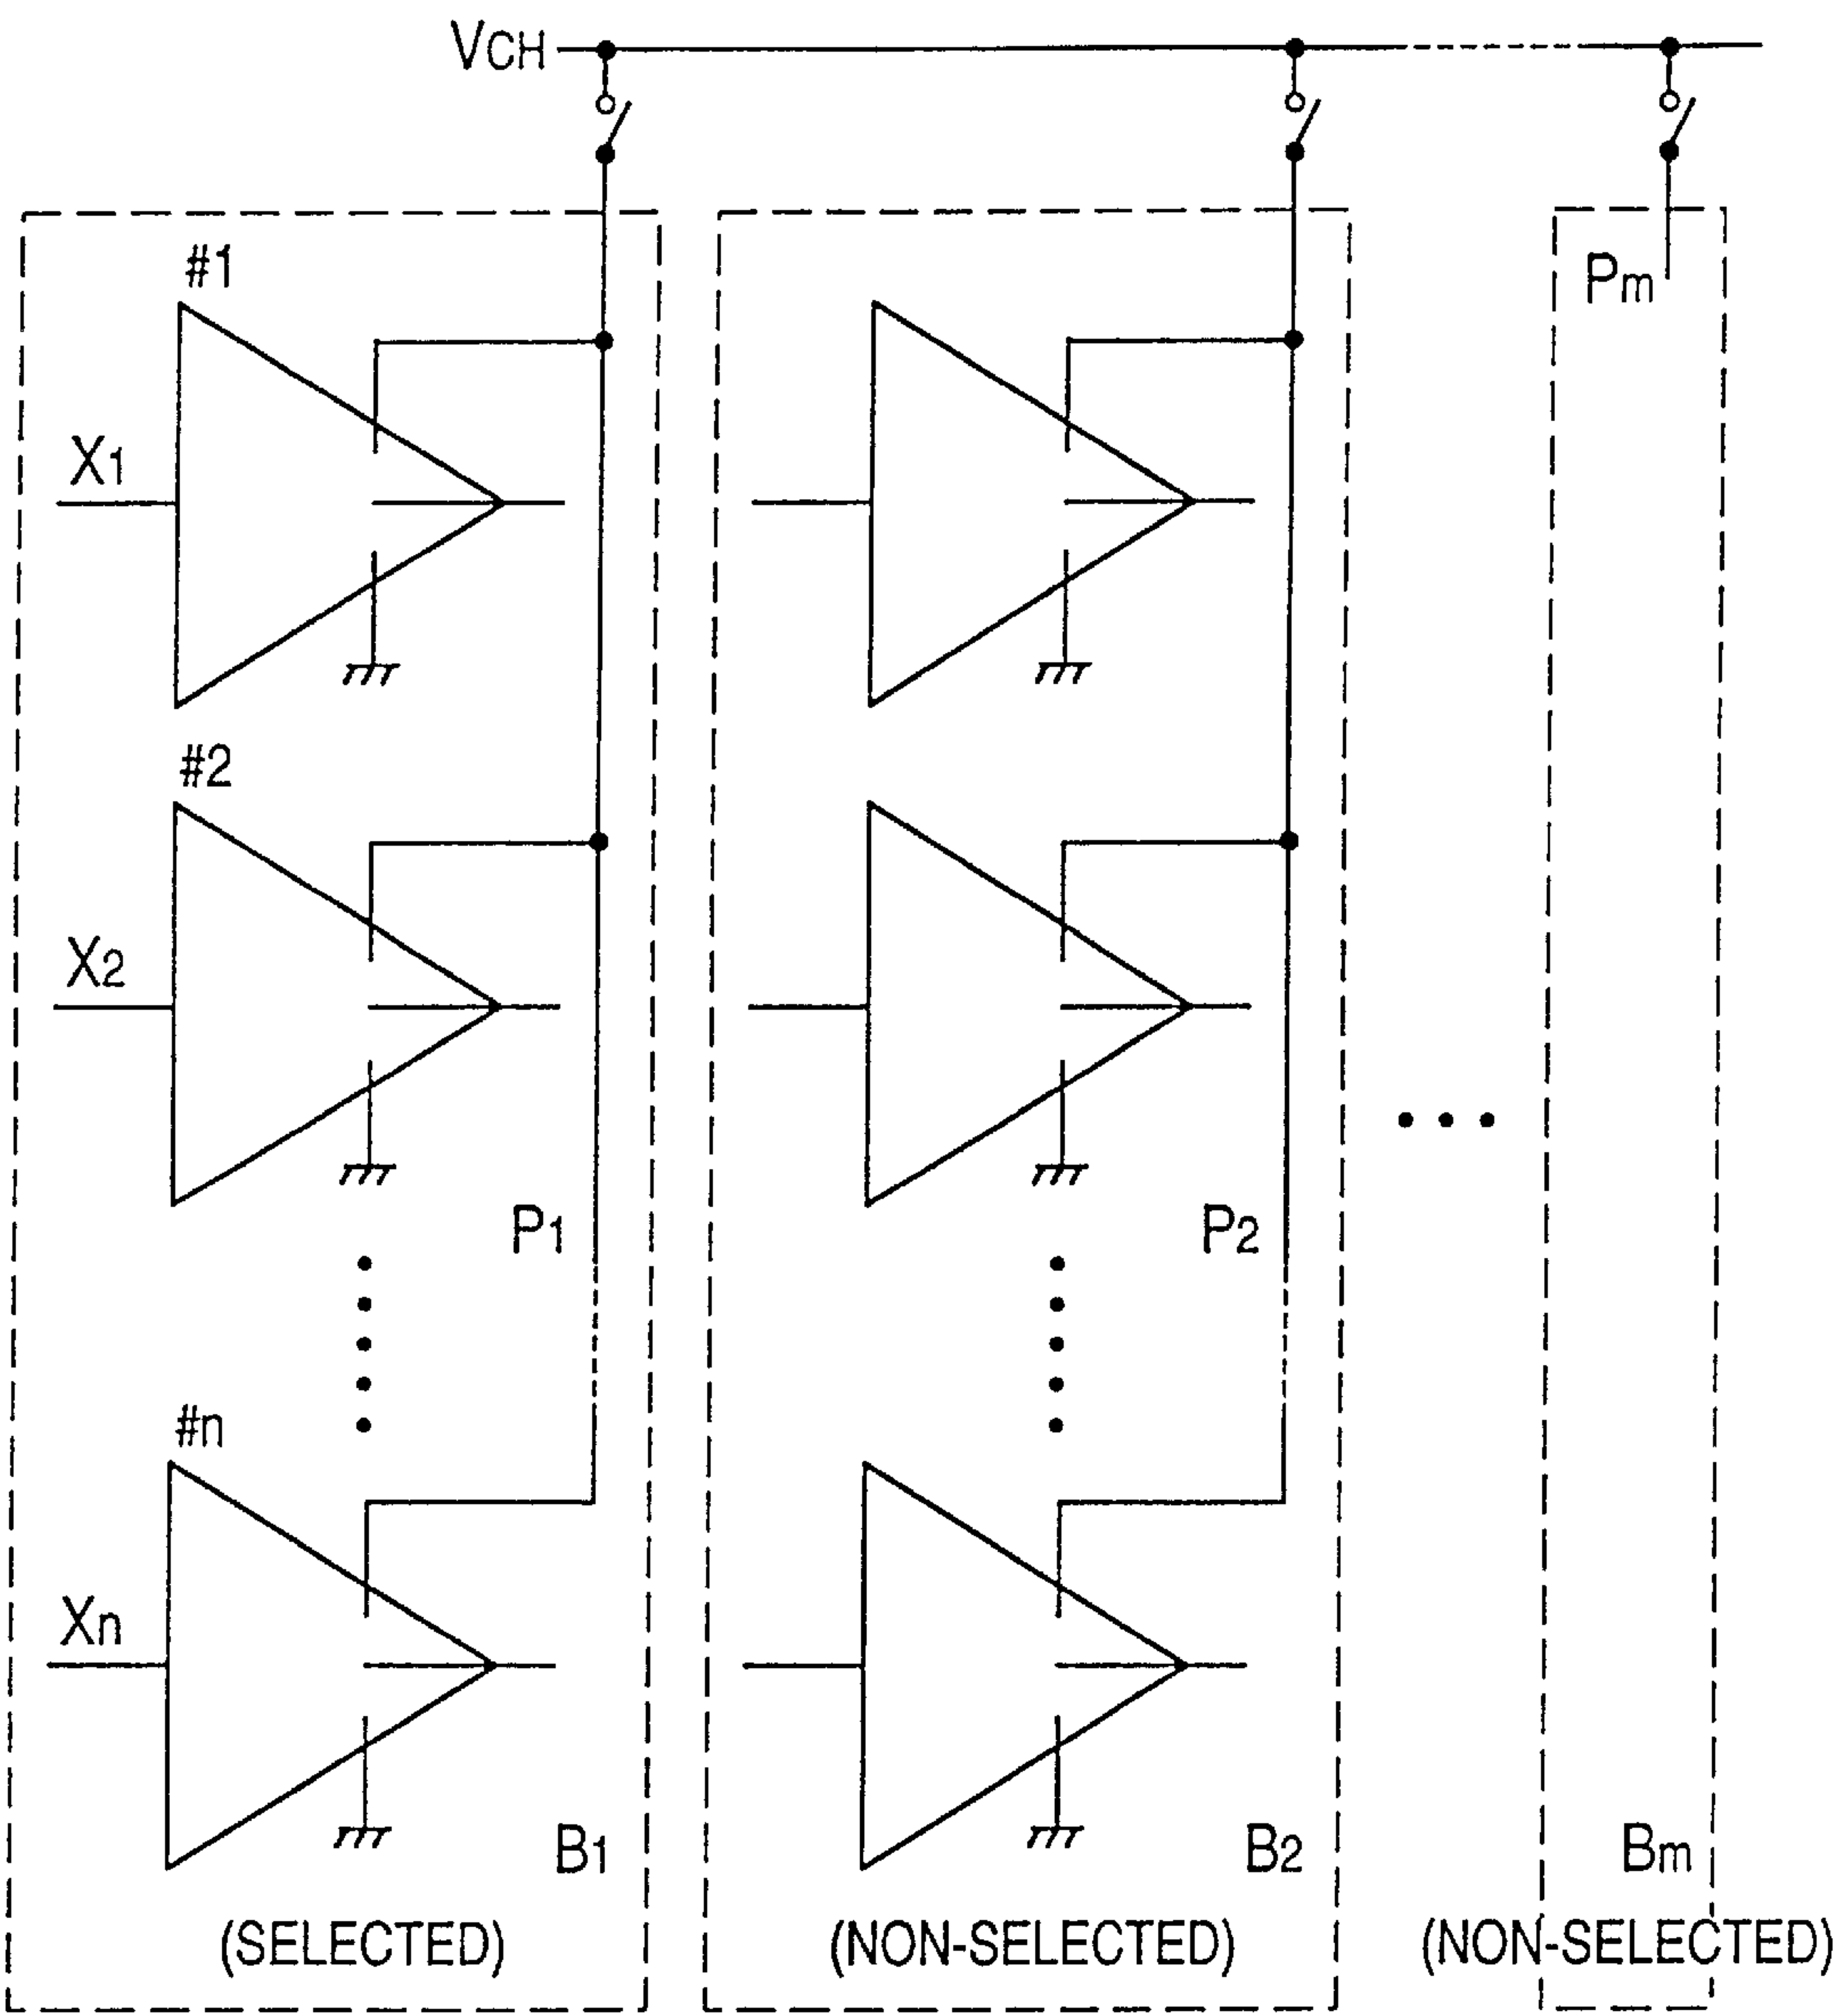 VCH
#1
Pm
X1
#2
X2
P1
P2
#n
Xn
B1
B2
Bm
(SELECTED)
(NON-SELECTED)
(NON-SELECTED)